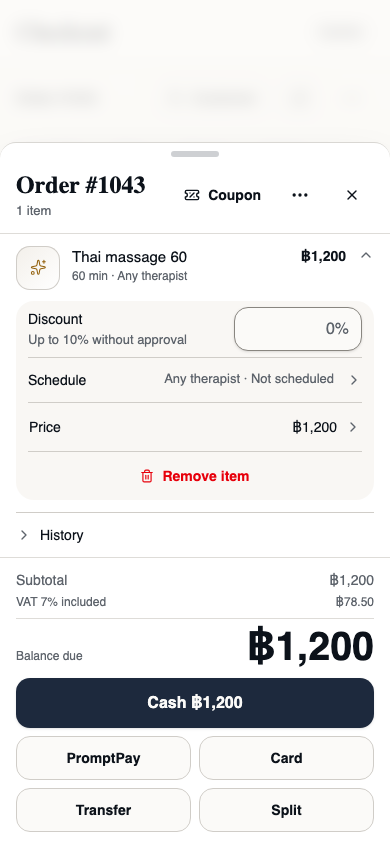 Order #1043
1 item
Coupon
Thai massage 60
60 min · Any therapist
฿1,200
Discount
Up to 10% without approval
0%
Schedule
Any therapist · Not scheduled
Price
฿1,200
Remove item
History
Subtotal
฿1,200
VAT 7% included
฿78.50
Balance due
฿1,200
Cash ฿1,200
PromptPay
Card
Transfer
Split